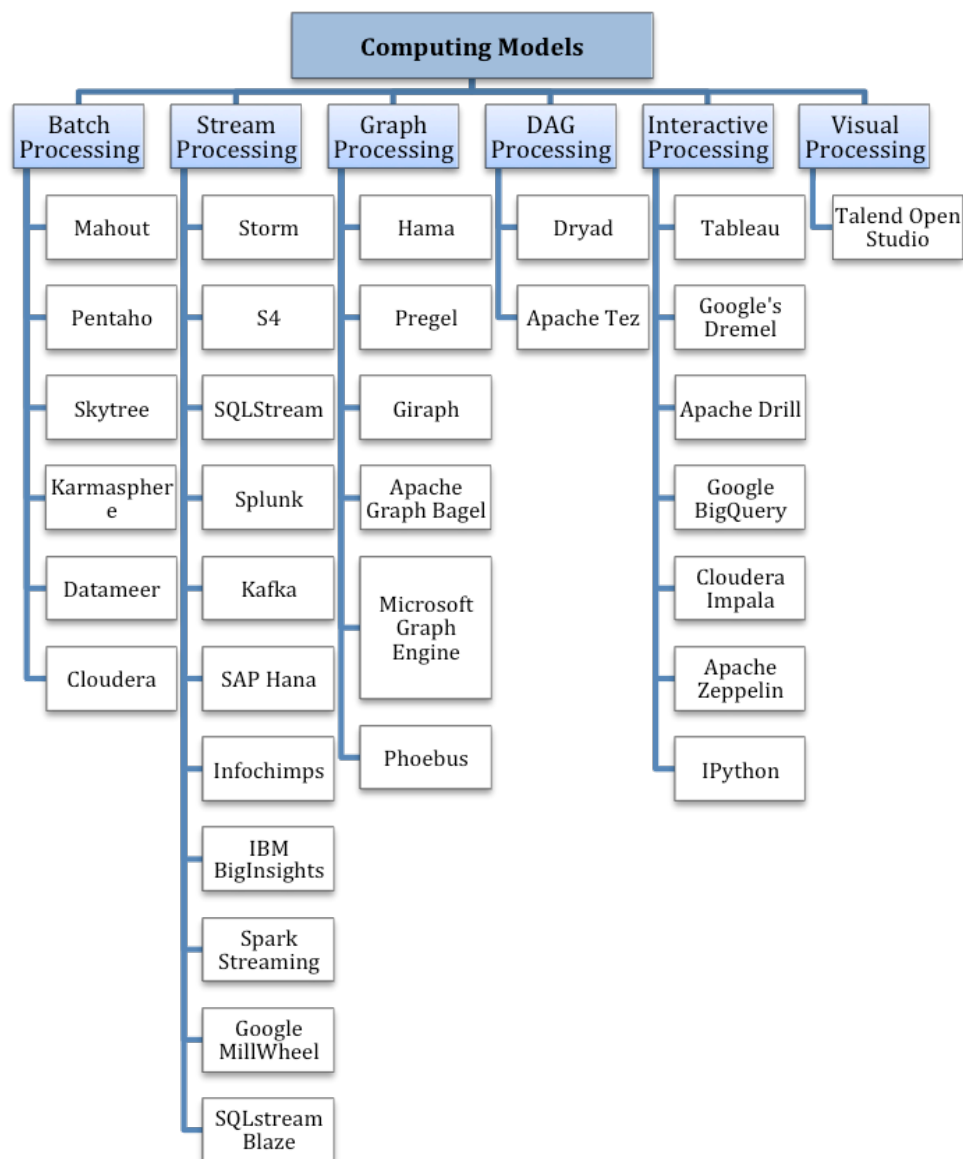 Computing Models
Batch
Processing
Stream
Processing
Graph
Processing
DAG
Processing
Interactive
Processing
Visual
Processing
Mahout
Pentaho
Skytree
Karmaspher
e
Datameer
Cloudera
Storm
S4
SQLStream
Splunk
Kafka
SAP Hana
Infochimps
IBM
BigInsights
Spark
Streaming
Google
MillWheel
SQLstream
Blaze
Hama
Pregel
Giraph
Apache
Graph Bagel
Microsoft
Graph
Engine
Phoebus
Dryad
Apache Tez
Tableau
Google's
Dremel
Apache Drill
Google
BigQuery
Cloudera
Impala
Apache
Zeppelin
IPython
Talend Open
Studio